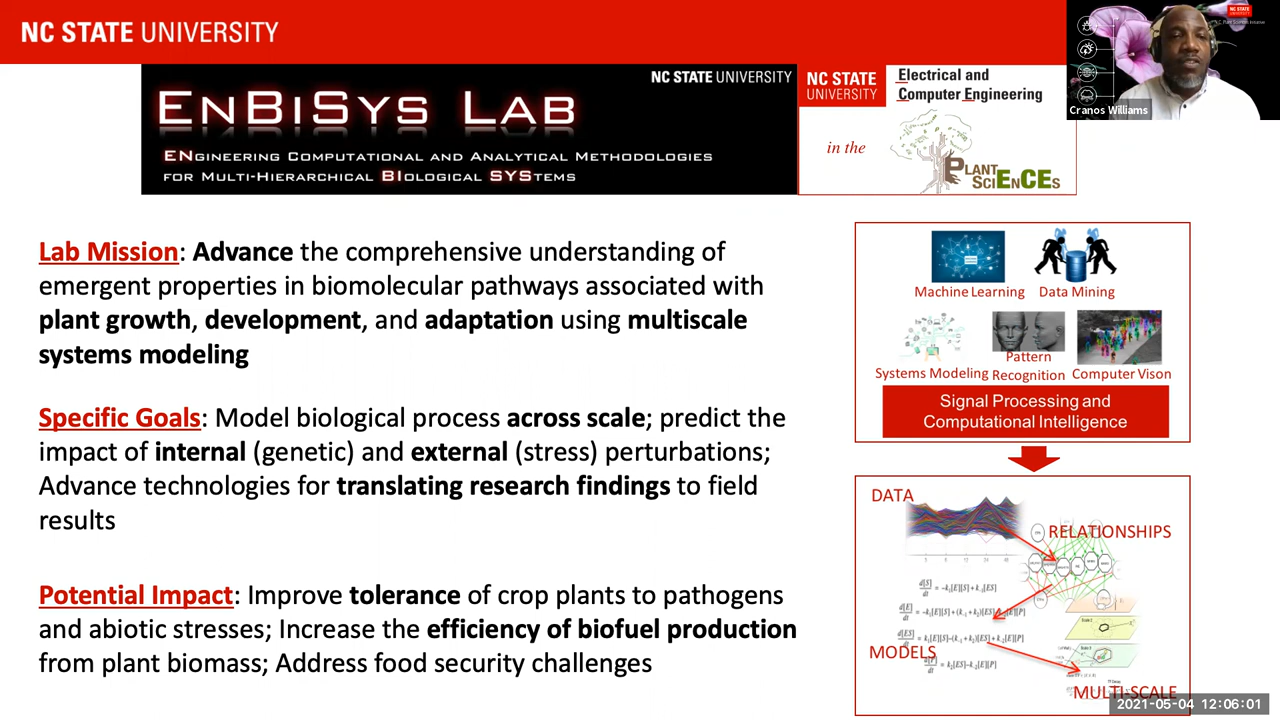 NC STATE UNIVERSITY
NC STATE UNIVERSITY
ENBISYS LAB
ENGINEERING COMPUTATIONAL AND ANALYTICAL METHODOLOGIES
FOR MULTI-HIERARCHICAL BIOLOGICAL SYSTEMS
NC STATE
UNIVERSITY
Electrical and
Computer Engineering
in the
PLANT
SCIENCES
NC STATE
UNIVERSITY
Cranos Williams
Lab Mission: Advance the comprehensive understanding of
emergent properties in biomolecular pathways associated with
plant growth, development, and adaptation using multiscale
systems modeling
Specific Goals: Model biological process across scale; predict the
impact of internal (genetic) and external (stress) perturbations;
Advance technologies for translating research findings to field
results
Potential Impact: Improve tolerance of crop plants to pathogens
and abiotic stresses; Increase the efficiency of biofuel production
from plant biomass; Address food security challenges
Machine Learning
Data Mining
Systems Modeling
Pattern
Recognition
Computer Vison
Signal Processing and
Computational Intelligence
DATA
RELATIONSHIPS
MODELS
MULTI-SCALE
2021-05-04 12:06:01